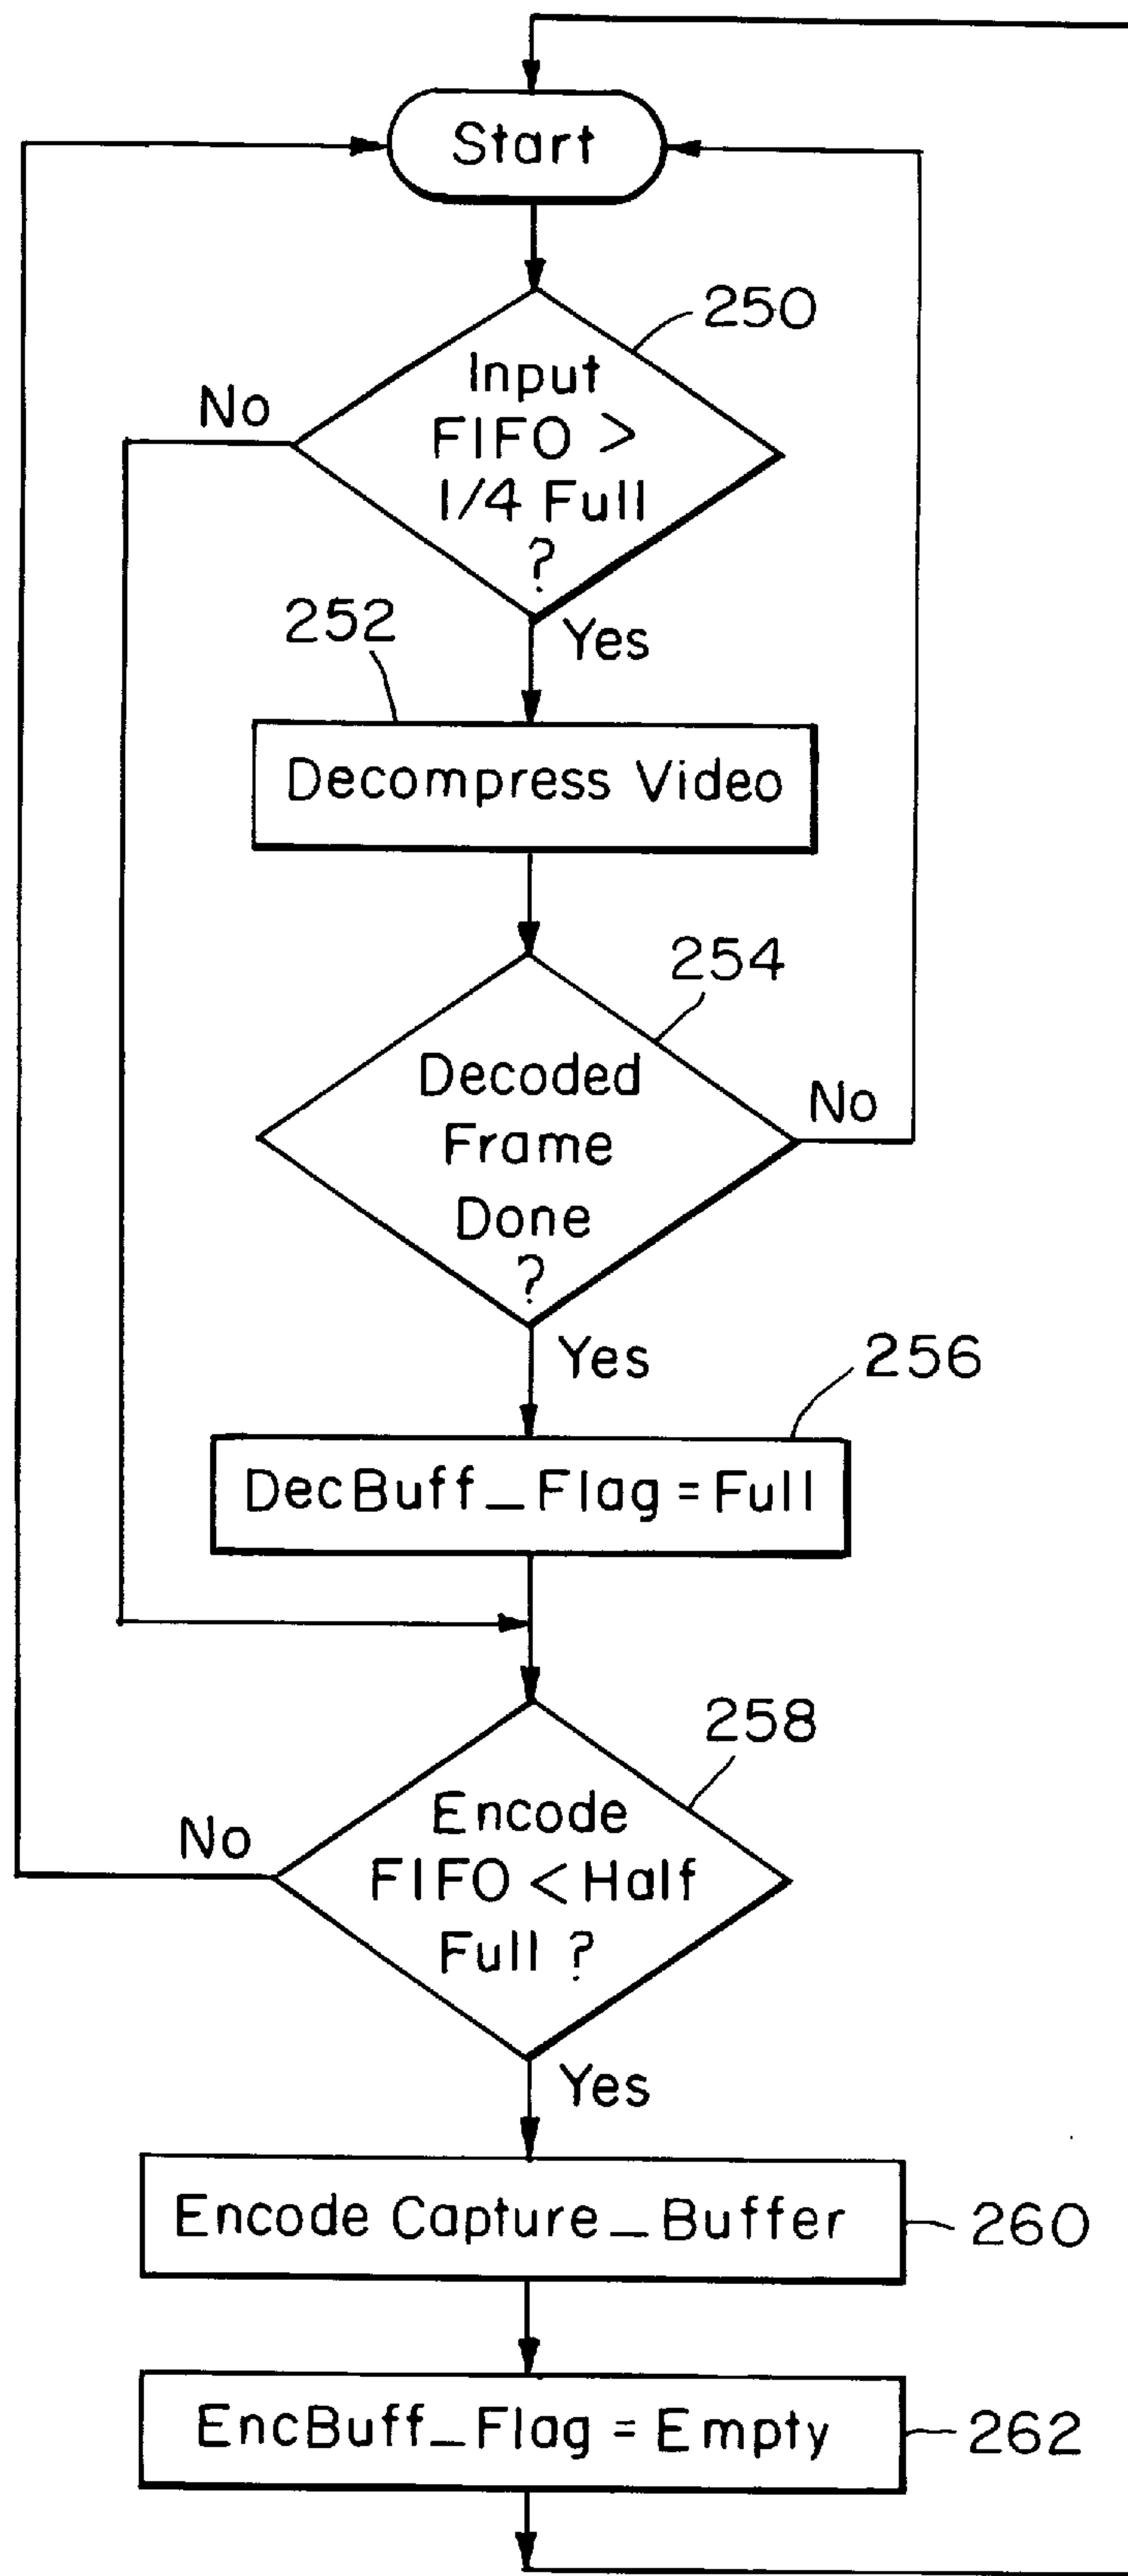 Start
250
Input
FIFO >
1/4 Full
?
No
Yes
252
Decompress Video
254
Decoded
Frame
Done
?
No
Yes
256
DecBuff_Flag = Full
258
Encode
FIFO < Half
Full ?
No
Yes
Encode Capture_Buffer
260
EncBuff_Flag = Empty
262